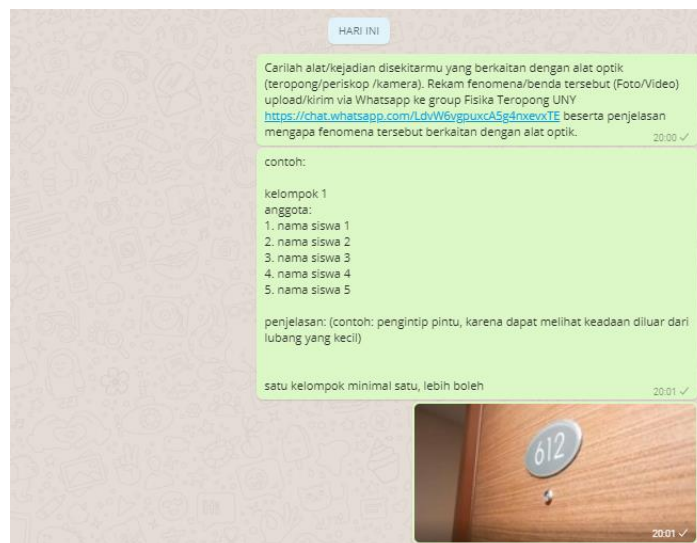 HARI INI
Carilah alat/kejadian disekitarmu yang berkaitan dengan alat optik
(teropong/periskop /kamera). Rekam fenomena/benda tersebut (Foto/Video)
upload/kirim via Whatsapp ke group Fisika Teropong UNY
https://chat.whatsapp.com/LdvW6vgpuxcA5g4nxevxTE beserta penjelasan
mengapa fenomena tersebut berkaitan dengan alat optik.
20:00
contoh:
kelompok 1
anggota:
1. nama siswa 1
2. nama siswa 2
3. nama siswa 3
4. nama siswa 4
5. nama siswa 5
penjelasan: (contoh: pengintip pintu, karena dapat melihat keadaan diluar dari
lubang yang kecil)
satu kelompok minimal satu, lebih boleh
20:01
612
20:01